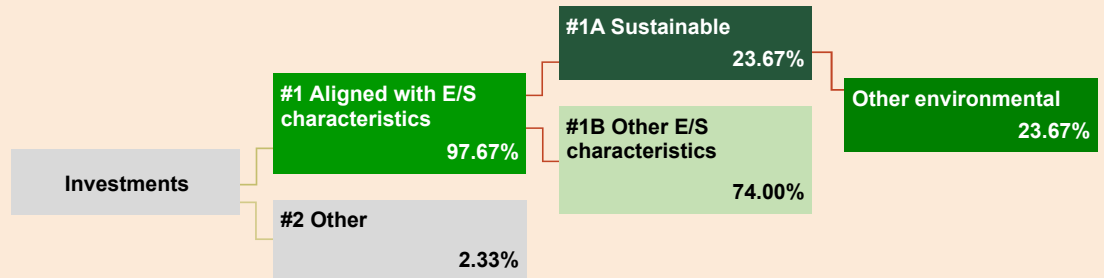 Investments
#1 Aligned with E/S
characteristics
97.67%
#2 Other
2.33%
#1A Sustainable
23.67%
#1B Other E/S
characteristics
74.00%
Other environmental
23.67%